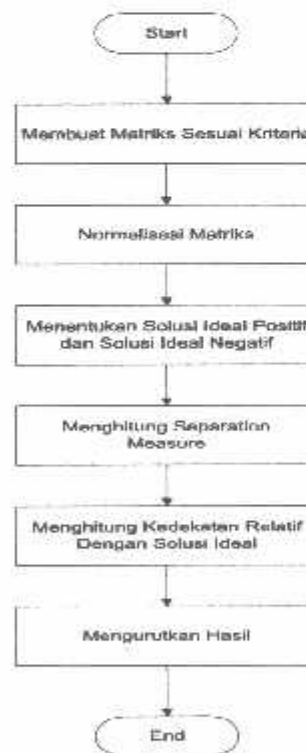 Start
Membuat Matriks Sesuai Kriteria
Normalisasi Matriks
Menentukan Solusi Ideal Positif
dan Solusi Ideal Negatif
Menghitung Separation
Measure
Menghitung Kedekatan Relatif
Dengan Solusi Ideal
Mengurutkan Hasil
End